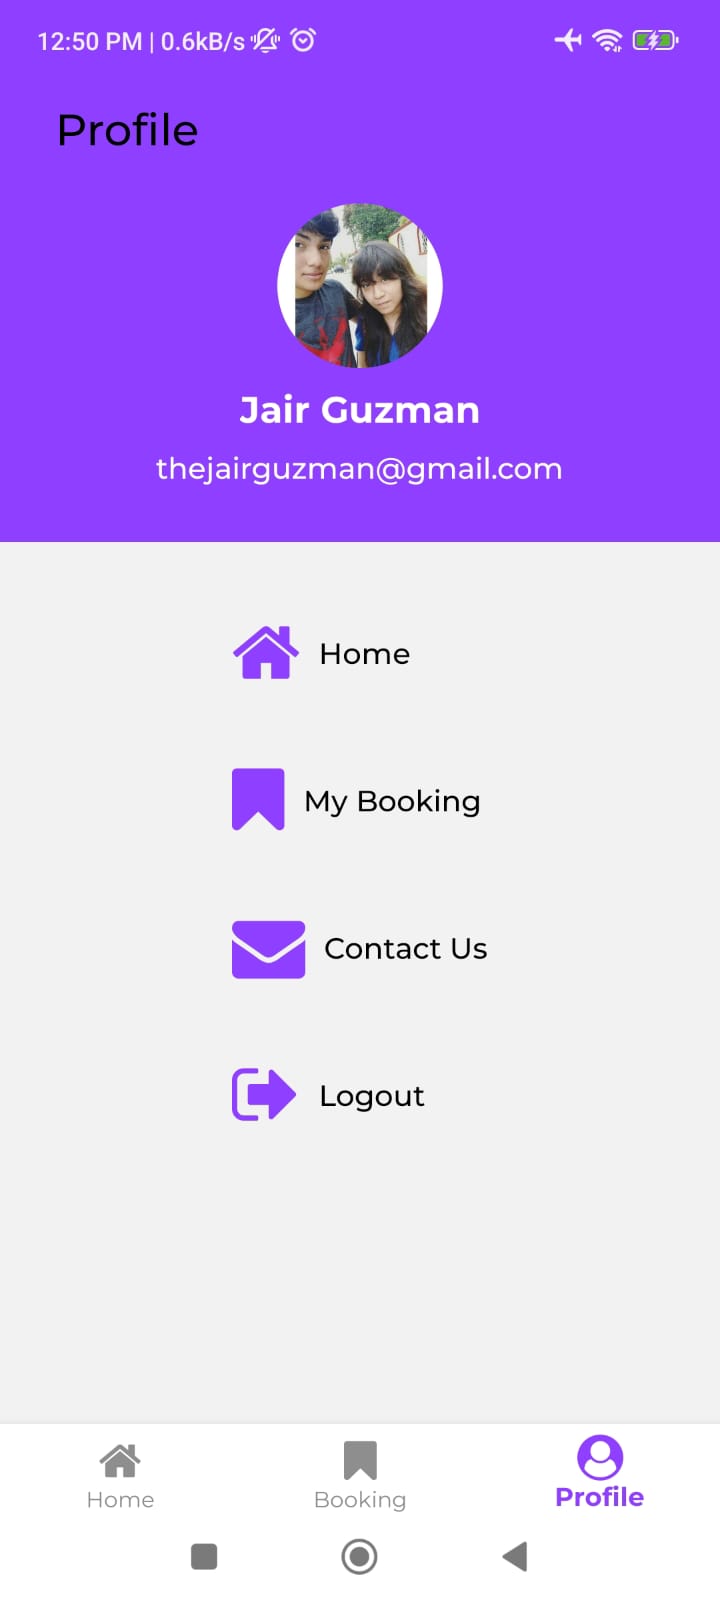 12:50 PM | 0.6kB/s
Profile
Jair Guzman
thejairguzman@gmail.com
Home
My Booking
Contact Us
Logout
Home
Booking
Profile